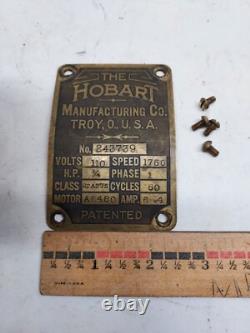 THE
HOBART
MANUFACTURING CO.
TROY, O., U.S.A.
No. 243739
VOLTS 110 SPEED 1760
H.P. ¼ PHASE 1
CLASS CYCLES 60
MOTOR AMP.
PATENTED
1 2 3